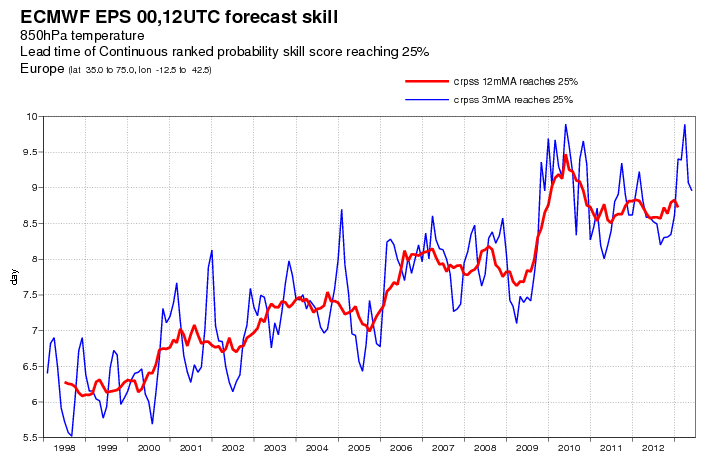 ECMWF EPS 00,12UTC forecast skill
850hPa temperature
Lead time of Continuous ranked probability skill score reaching 25%
Europe (lat 35.0 to 75.0, lon -12.5 to 42.5)
crpss 12mMA reaches 25%
crpss 3mMA reaches 25%
10
9.5
9
8.5
8
7.5
7
6.5
6
5.5
day
1998 1999 2000 2001 2002 2003 2004 2005 2006 2007 2008 2009 2010 2011 2012